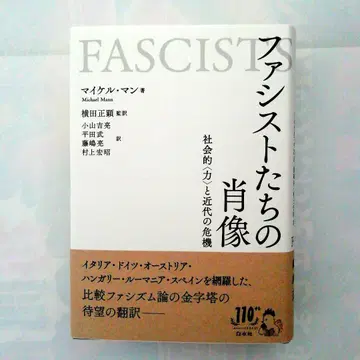 FASCISTS
ファシストたちの肖像
社会的〈力〉と近代の危機
マイケル・マン 著
Michael Mann
横田正顕 監訳
小山吉亮
平田武
藤嶋亮
村上宏昭
訳
イタリア・ドイツ・オーストリア・
ハンガリー・ルーマニア・スペインを網羅した、
比較ファシズム論の金字塔の
待望の翻訳——
110th
白水社